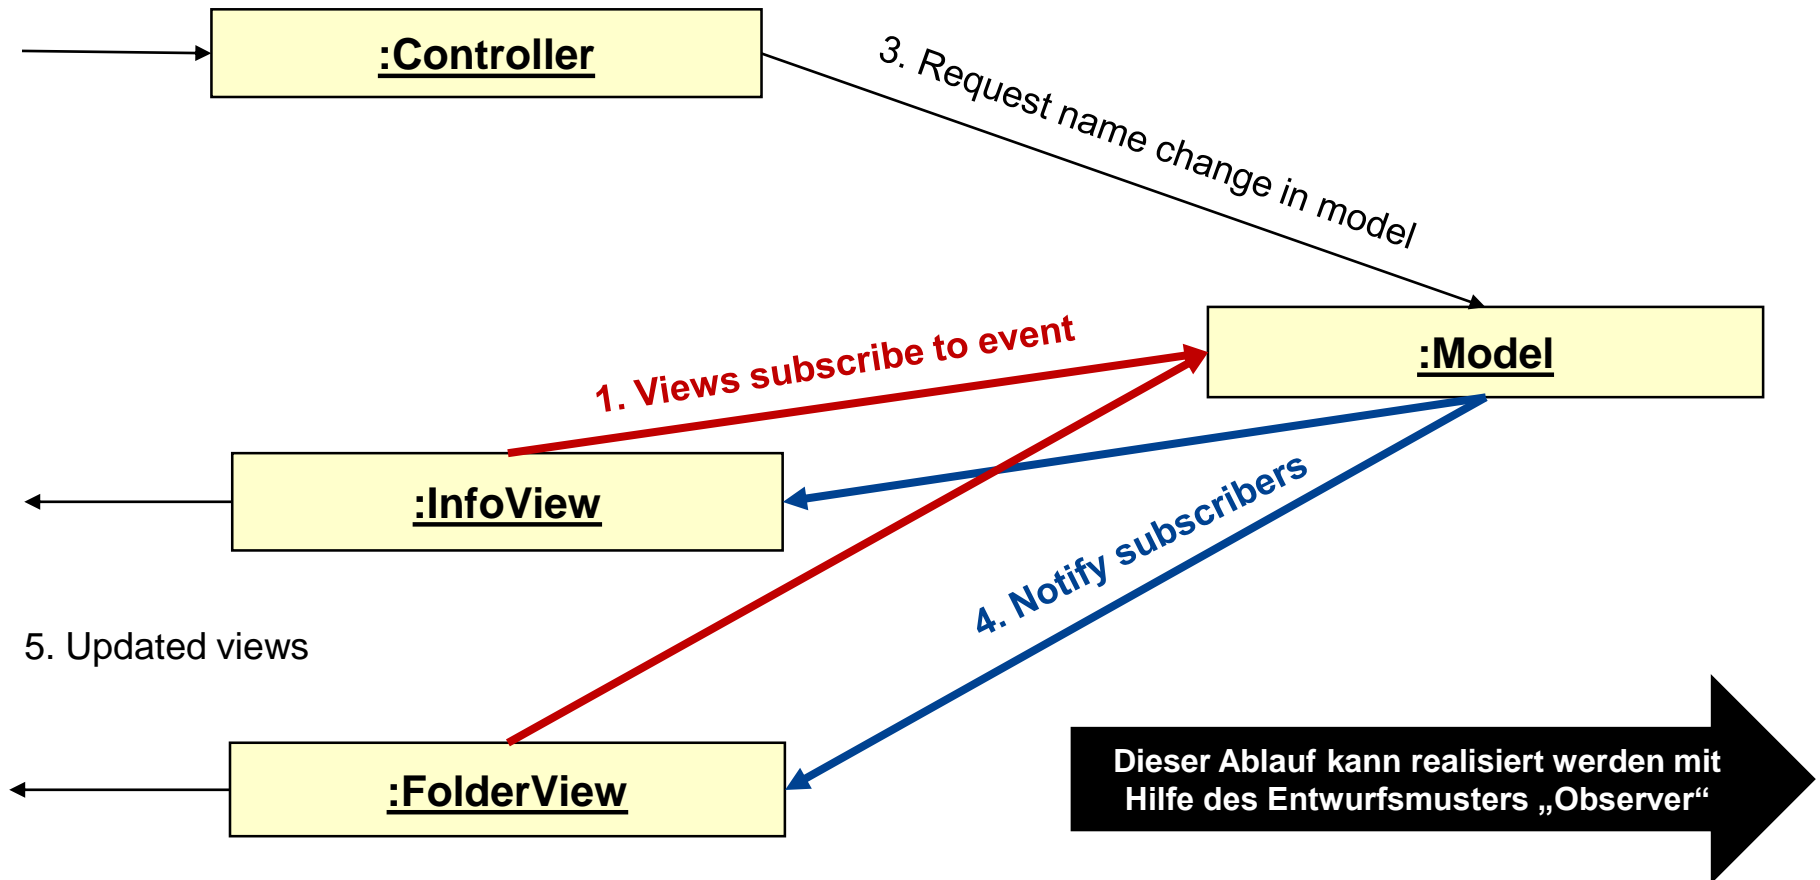 :Controller
3. Request name change in model
1. Views subscribe to event
:Model
:InfoView
4. Notify subscribers
5. Updated views
:FolderView
Dieser Ablauf kann realisiert werden mit
Hilfe des Entwurfsmusters „Observer“